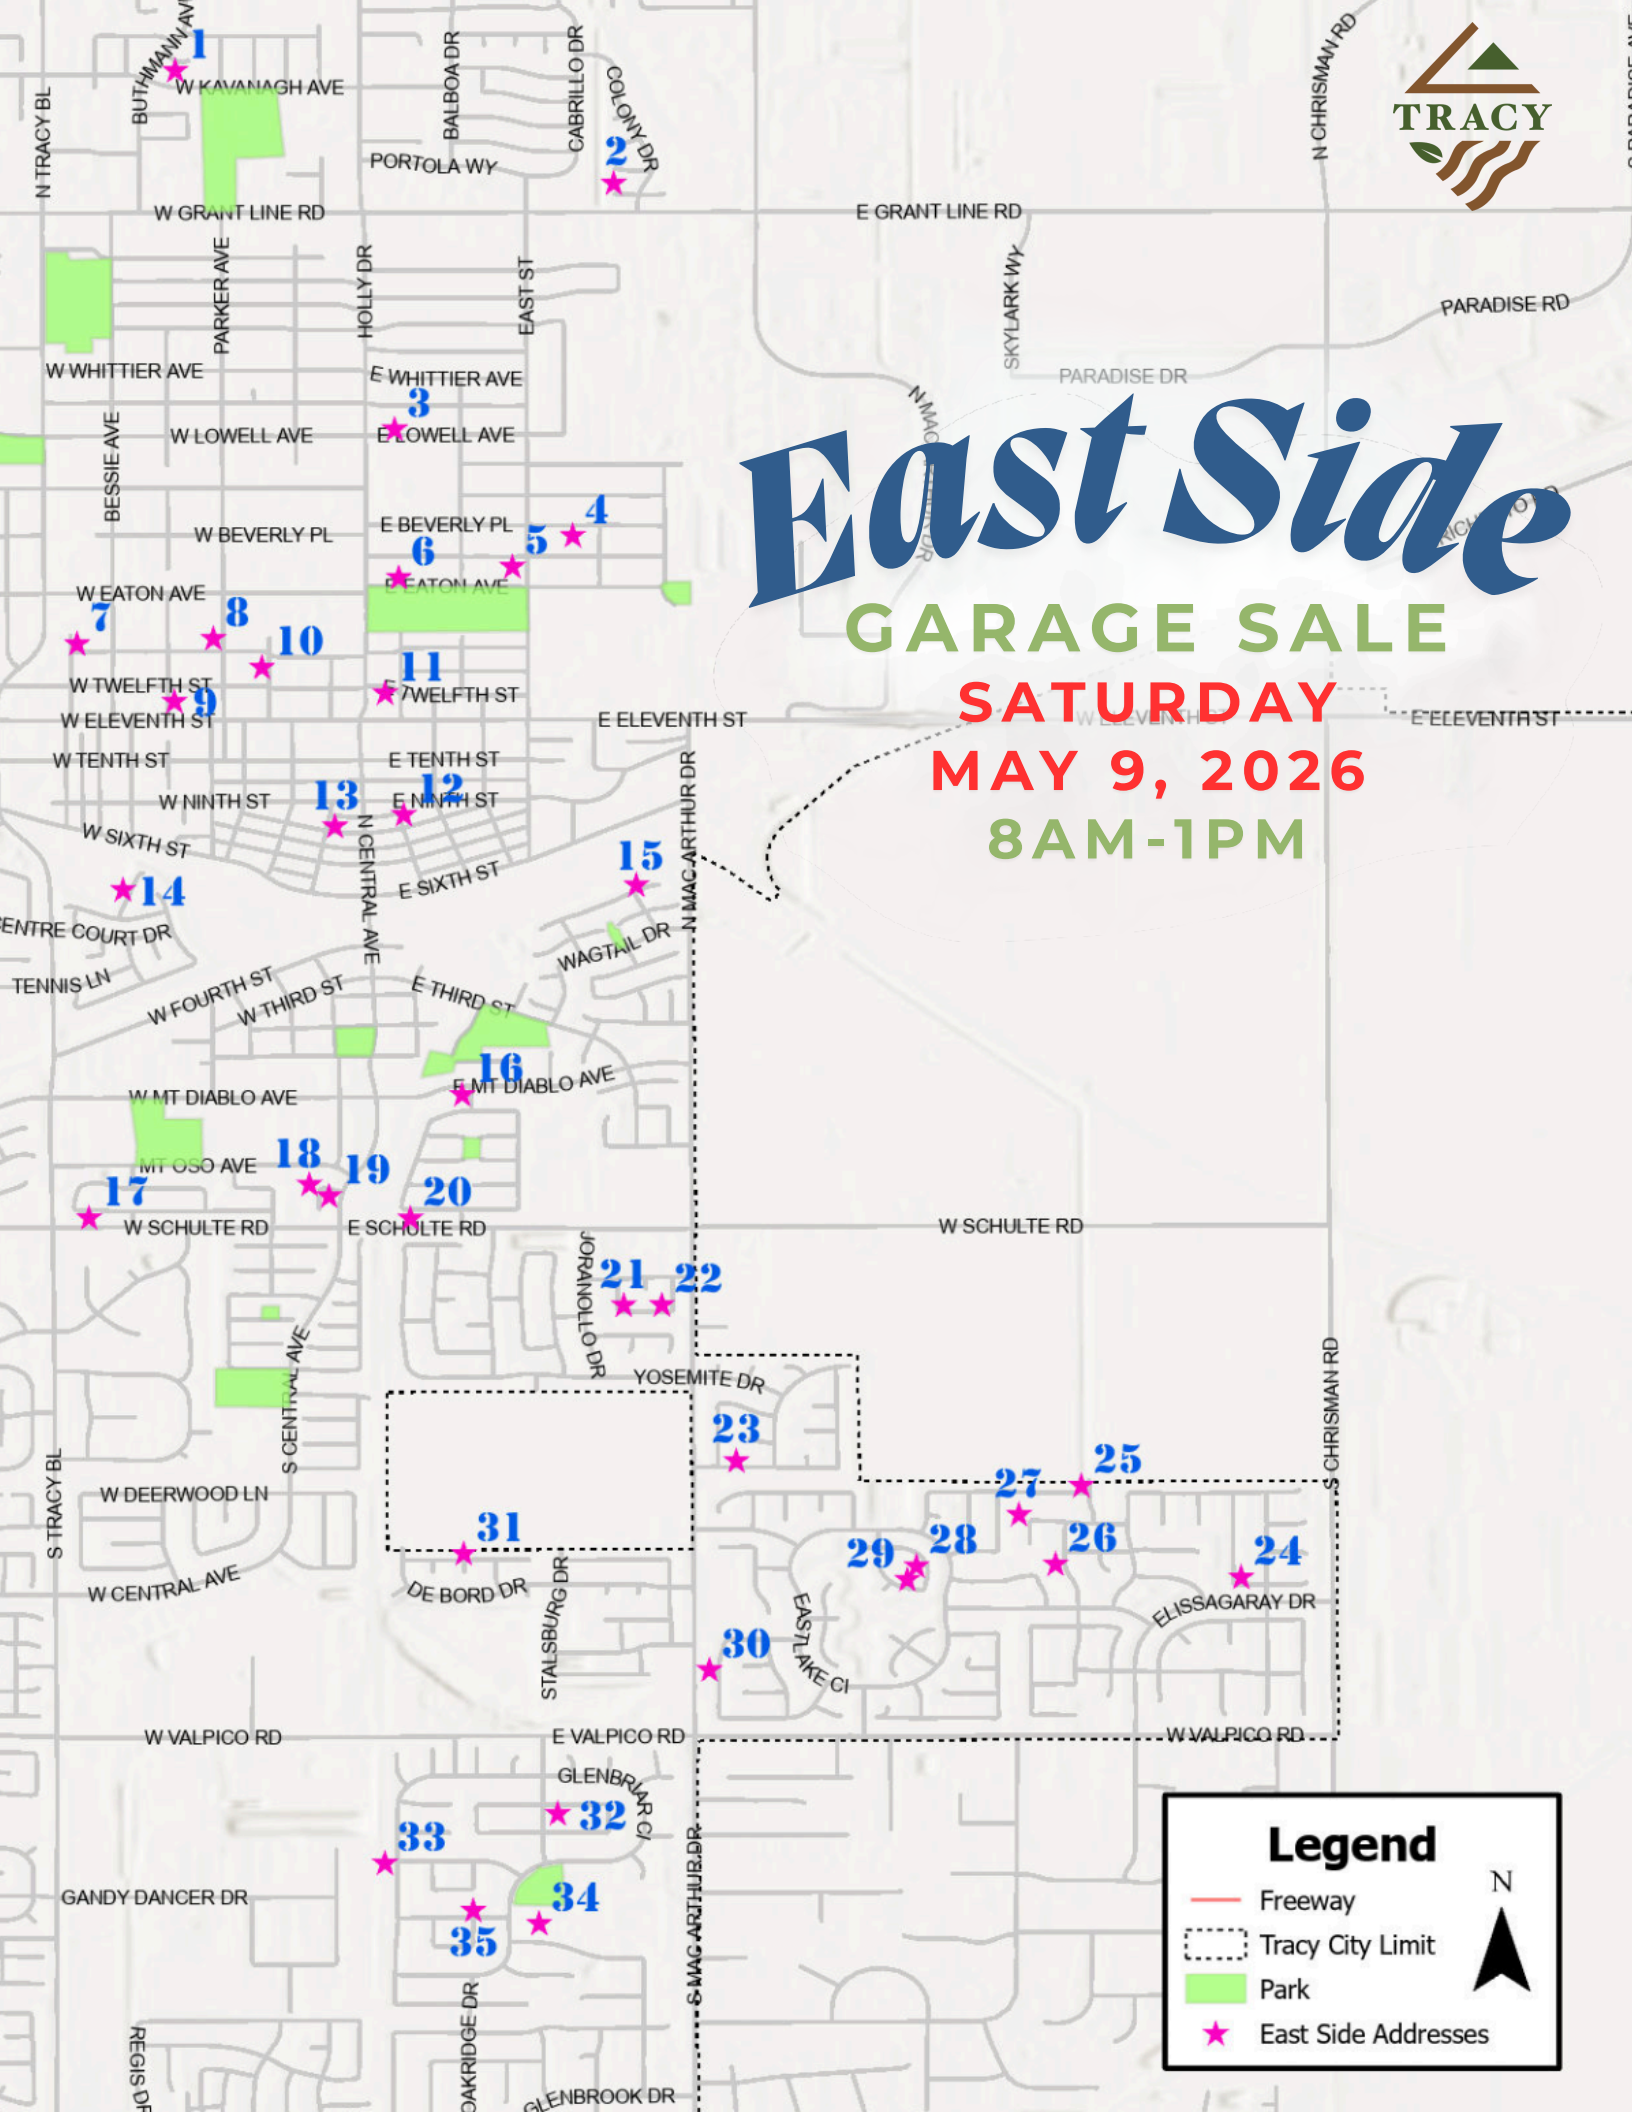 BUTHMANN AV
1
W KAVANAGH AVE
N TRACY BL
BALBOA DR
CABRILLO DR
COLONY DR
N CHRISMAN RD
TRACY
S PARADISE AVE
2
PORTOLA WY
W GRANT LINE RD
E GRANT LINE RD
PARKER AVE
HOLLY DR
EAST ST
SKYLARK WY
PARADISE RD
W WHITTIER AVE
E WHITTIER AVE
PARADISE DR
3
BESSIE AVE
W LOWELL AVE
E LOWELL AVE
East Side
4
W BEVERLY PL
E BEVERLY PL
5
6
W EATON AVE
E EATON AVE
GARAGE SALE
7
8
10
W TWELFTH ST
9
11
E TWELFTH ST
SATURDAY
W ELEVENTH ST
E ELEVENTH ST
W ELEVENTH ST
E ELEVENTH ST
W TENTH ST
E TENTH ST
MAY 9, 2026
W NINTH ST
13
E NINTH ST
12
N MAC ARTHUR DR
8AM-1PM
W SIXTH ST
N CENTRAL AVE
E SIXTH ST
15
14
CENTRE COURT DR
WAGTAIL DR
TENNIS LN
W FOURTH ST
W THIRD ST
E THIRD ST
16
W MT DIABLO AVE
E MT DIABLO AVE
MT OSO AVE
18
19
17
20
W SCHULTE RD
E SCHULTE RD
W SCHULTE RD
JORANOLLO DR
21
22
S CENTRAL AVE
YOSEMITE DR
S CHRISMAN RD
23
25
27
S TRACY BL
W DEERWOOD LN
31
26
28
29
24
W CENTRAL AVE
DE BORD DR
STALSBURG DR
EASTLAKE CI
ELISSAGARAY DR
30
W VALPICO RD
E VALPICO RD
W VALPICO RD
GLENBRIAR CI
32
33
S MAC ARTHUR DR
GANDY DANCER DR
34
35
OAKRIDGE DR
REGIS DR
GLENBROOK DR
Legend
N
Freeway
Tracy City Limit
Park
East Side Addresses